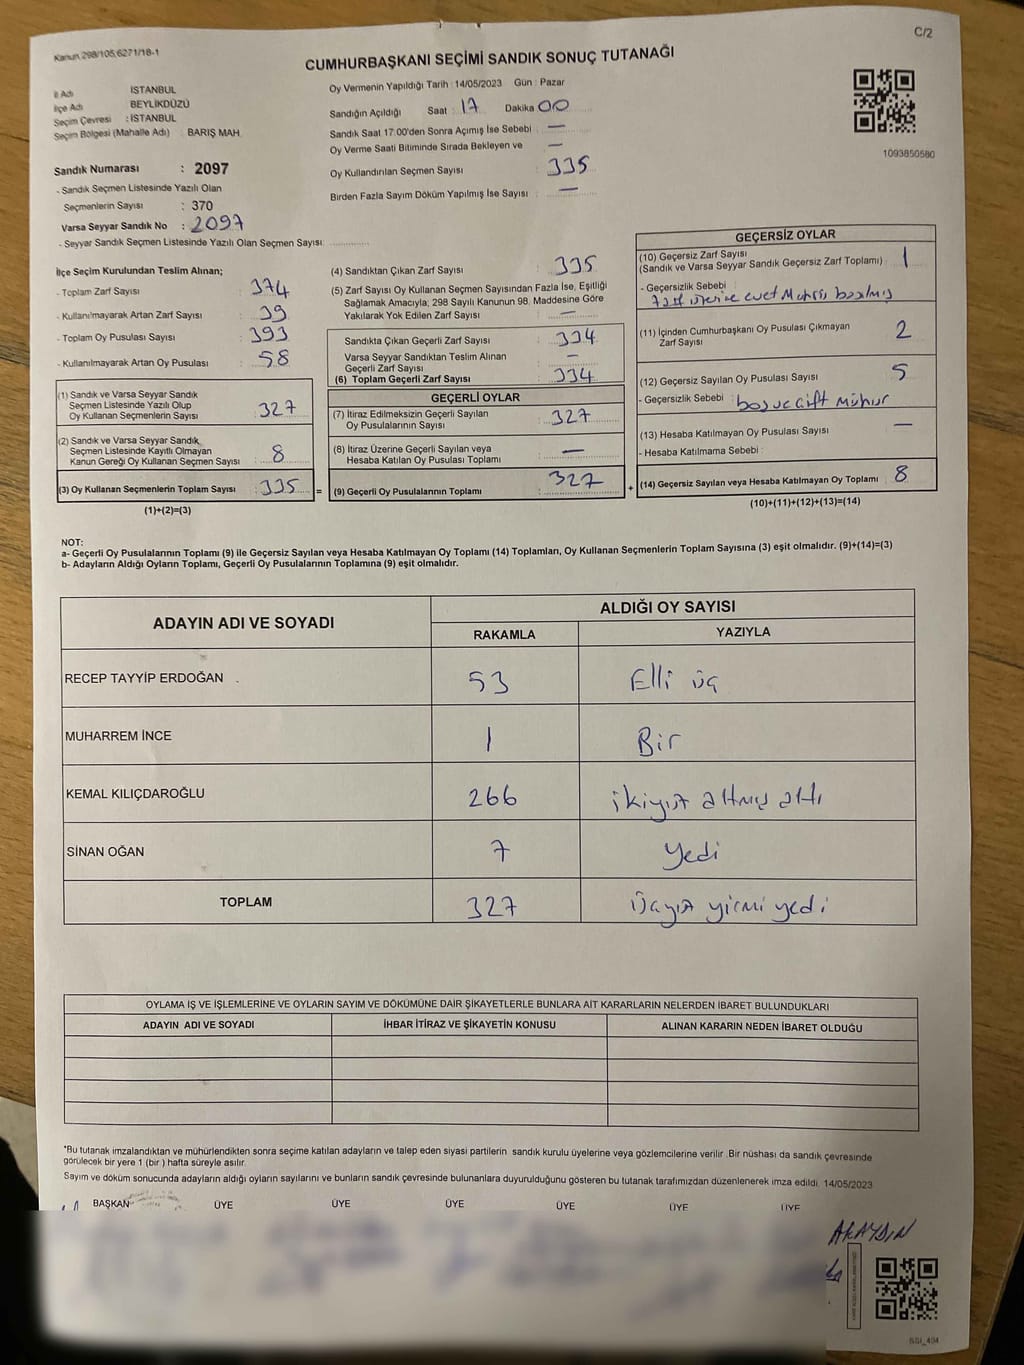 Kanun 298/105;6271/18-1
C/2
CUMHURBAŞKANI SEÇİMİ SANDIK SONUÇ TUTANAĞI
1093850580
İl Adı İSTANBUL
İlçe Adı BEYLİKDÜZÜ
Seçim Çevresi : İSTANBUL
Seçim Bölgesi (Mahalle Adı) : BARIŞ MAH.
Sandık Numarası : 2097
- Sandık Seçmen Listesinde Yazılı Olan
Seçmenlerin Sayısı : 370
Varsa Seyyar Sandık No : 2097
- Seyyar Sandık Seçmen Listesinde Yazılı Olan Seçmen Sayısı:
Oy Vermenin Yapıldığı Tarih : 14/05/2023 Gün : Pazar
Sandığın Açıldığı Saat : 17 Dakika 00
Sandık Saat 17:00'den Sonra Açımış İse Sebebi : —
Oy Verme Saati Bitiminde Sırada Bekleyen ve : —
Oy Kullandırılan Seçmen Sayısı : 335
Birden Fazla Sayım Döküm Yapılmış İse Sayısı : —
İlçe Seçim Kurulundan Teslim Alınan;
- Toplam Zarf Sayısı : 374
- Kullanılmayarak Artan Zarf Sayısı : 39
- Toplam Oy Pusulası Sayısı : 393
- Kullanılmayarak Artan Oy Pusulası : 58
(1) Sandık ve Varsa Seyyar Sandık
Seçmen Listesinde Yazılı Olup
Oy Kullanan Seçmenlerin Sayısı : 327
(2) Sandık ve Varsa Seyyar Sandık
Seçmen Listesinde Kayıtlı Olmayan
Kanun Gereği Oy Kullanan Seçmen Sayısı : 8
(3) Oy Kullanan Seçmenlerin Toplam Sayısı : 335
(1)+(2)=(3)
=
(4) Sandıktan Çıkan Zarf Sayısı : 335
(5) Zarf Sayısı Oy Kullanan Seçmen Sayısından Fazla İse, Eşitliği
Sağlamak Amacıyla; 298 Sayılı Kanunun 98. Maddesine Göre
Yakılarak Yok Edilen Zarf Sayısı : —
Sandıkta Çıkan Geçerli Zarf Sayısı : 334
Varsa Seyyar Sandıktan Teslim Alınan
Geçerli Zarf Sayısı : —
(6) Toplam Geçerli Zarf Sayısı : 334
GEÇERLİ OYLAR
(7) İtiraz Edilmeksizin Geçerli Sayılan
Oy Pusulalarının Sayısı : 327
(8) İtiraz Üzerine Geçerli Sayılan veya
Hesaba Katılan Oy Pusulası Toplamı : —
(9) Geçerli Oy Pusulalarının Toplamı : 327
+
GEÇERSİZ OYLAR
(10) Geçersiz Zarf Sayısı
(Sandık ve Varsa Seyyar Sandık Geçersiz Zarf Toplamı) : 1
- Geçersizlik Sebebi :
Zarf üzerine evet Mührü basılmış
(11) İçinden Cumhurbaşkanı Oy Pusulası Çıkmayan
Zarf Sayısı : 2
(12) Geçersiz Sayılan Oy Pusulası Sayısı : 5
- Geçersizlik Sebebi : boş ve çift Mühür
(13) Hesaba Katılmayan Oy Pusulası Sayısı : —
- Hesaba Katılmama Sebebi :
(14) Geçersiz Sayılan veya Hesaba Katılmayan Oy Toplamı : 8
(10)+(11)+(12)+(13)=(14)
NOT:
a- Geçerli Oy Pusulalarının Toplamı (9) ile Geçersiz Sayılan veya Hesaba Katılmayan Oy Toplamı (14) Toplamları, Oy Kullanan Seçmenlerin Toplam Sayısına (3) eşit olmalıdır. (9)+(14)=(3)
b- Adayların Aldığı Oyların Toplamı, Geçerli Oy Pusulalarının Toplamına (9) eşit olmalıdır.
ADAYIN ADI VE SOYADI
ALDIĞI OY SAYISI
RAKAMLA YAZIYLA
RECEP TAYYİP ERDOĞAN 53 Elli üç
MUHARREM İNCE 1 Bir
KEMAL KILIÇDAROĞLU 266 ikiyüz altmış altı
SİNAN OĞAN 7 Yedi
TOPLAM 327 Üçyüz yirmi yedi
OYLAMA İŞ VE İŞLEMLERİNE VE OYLARIN SAYIM VE DÖKÜMÜNE DAİR ŞİKAYETLERLE BUNLARA AİT KARARLARIN NELERDEN İBARET BULUNDUKLARI
ADAYIN ADI VE SOYADI İHBAR İTİRAZ VE ŞİKAYETİN KONUSU ALINAN KARARIN NEDEN İBARET OLDUĞU
*Bu tutanak imzalandıktan ve mühürlendikten sonra seçime katılan adayların ve talep eden siyasi partilerin sandık kurulu üyelerine veya gözlemcilerine verilir. Bir nüshası da sandık çevresinde
görülecek bir yere 1 (bir ) hafta süreyle asılır.
Sayım ve döküm sonucunda adayların aldığı oyların sayılarını ve bunların sandık çevresinde bulunanlara duyurulduğunu gösteren bu tutanak tarafımızdan düzenlenerek imza edildi. 14/05/2023
BAŞKAN ÜYE ÜYE ÜYE ÜYE ÜYE ÜYE
AKAYDIN
SSI_494